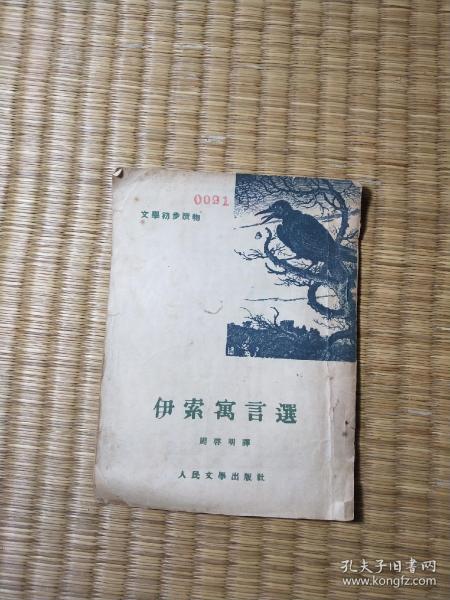 0091
文學初步讀物
伊索寓言選
周啓明譯
人民文學出版社
孔夫子旧书网
www.kongfz.com